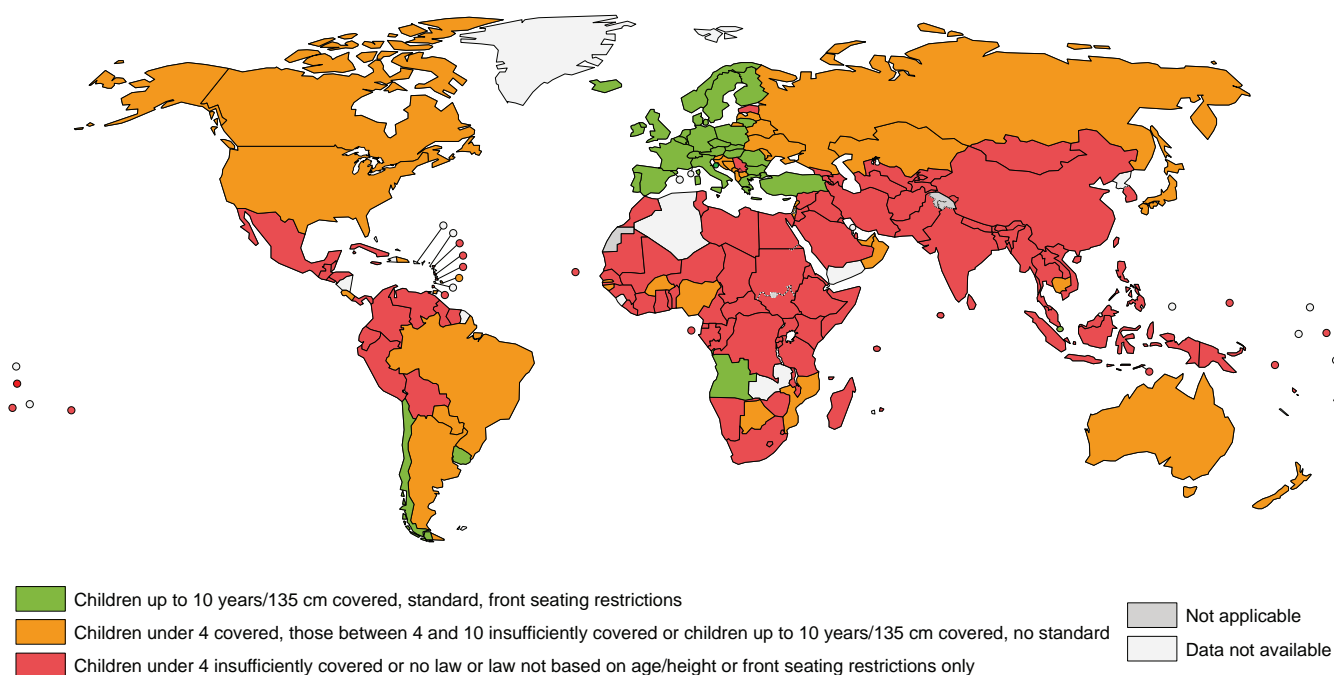 Children up to 10 years/135 cm covered, standard, front seating restrictions
Children under 4 covered, those between 4 and 10 insufficiently covered or children up to 10 years/135 cm covered, no standard
Children under 4 insufficiently covered or no law or law not based on age/height or front seating restrictions only
Not applicable
Data not available